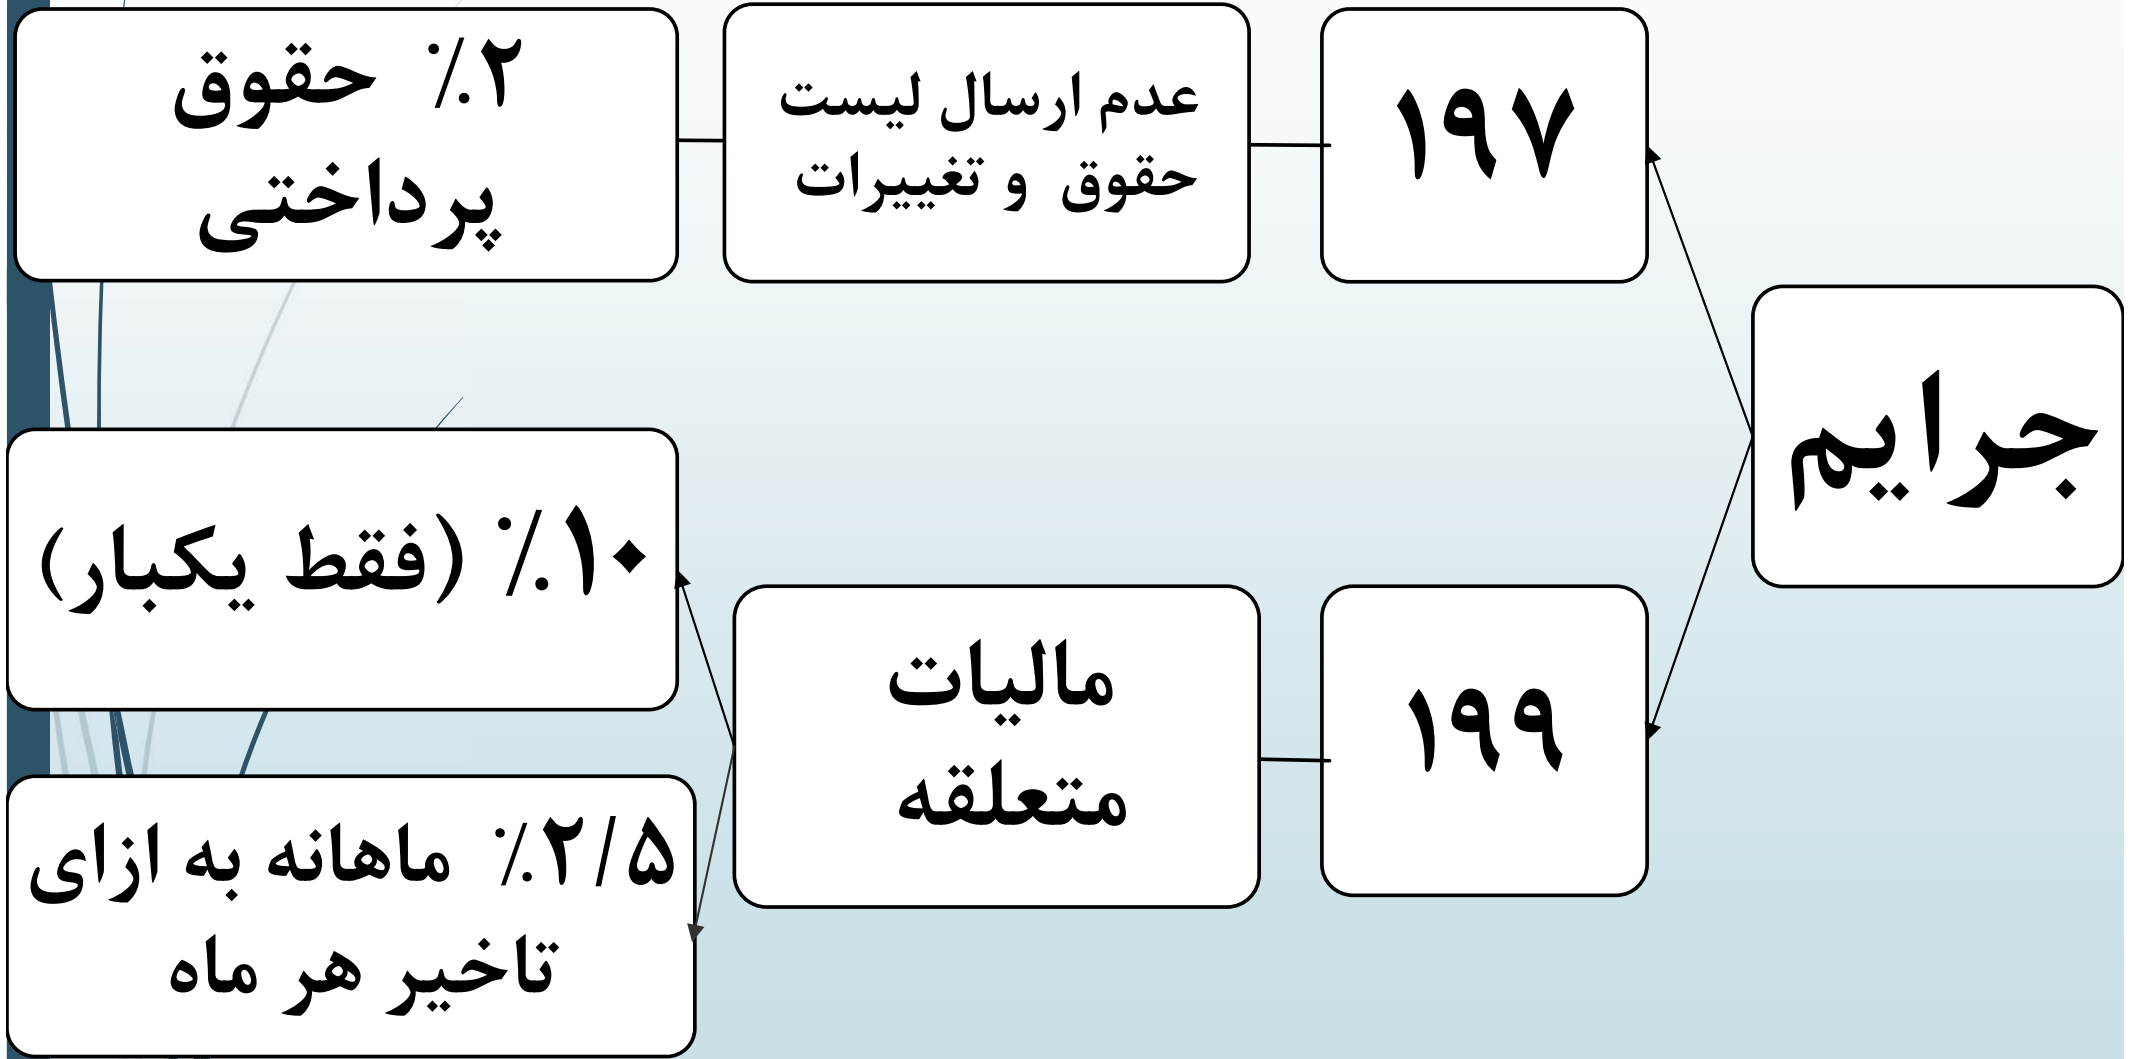 جرایم
۱۹۷
عدم ارسال لیست
حقوق و تغییرات
۲٪ حقوق
پرداختی
۱۹۹
مالیات
متعلقه
۱۰٪ (فقط یکبار)
۲/۵٪ ماهانه به ازای
تاخیر هر ماه